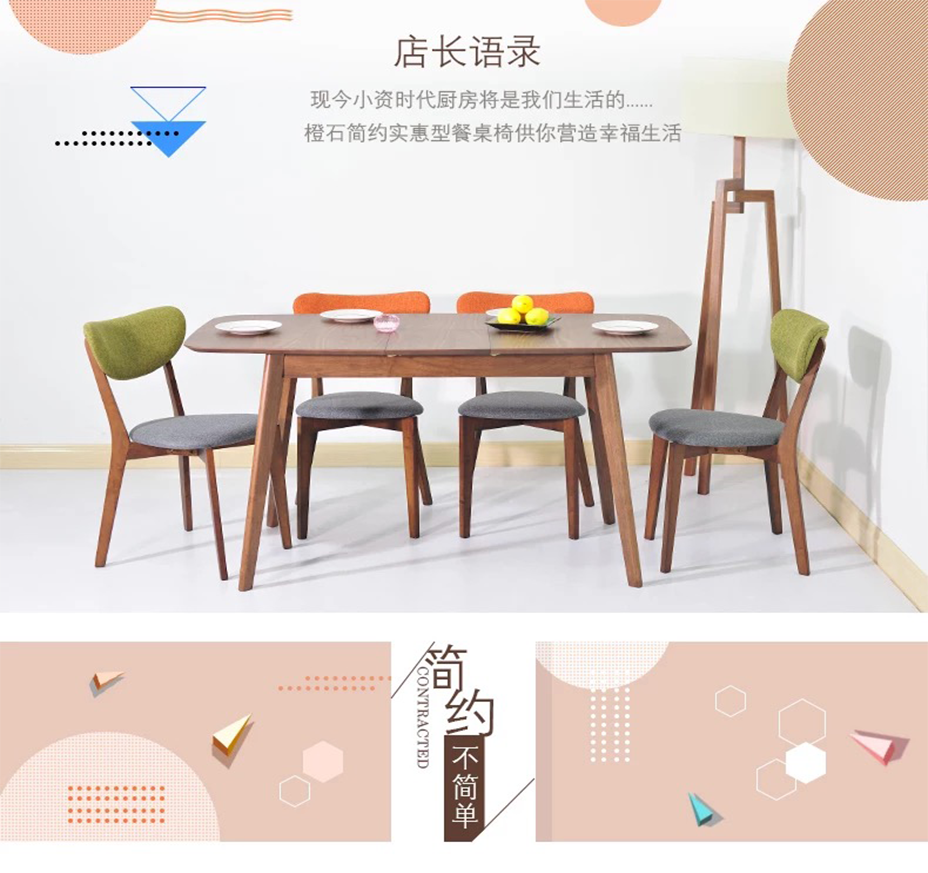 店长语录
现今小资时代厨房将是我们生活的......
橙石简约实惠型餐桌椅供你营造幸福生活
简约
CONTRACTED
不简单